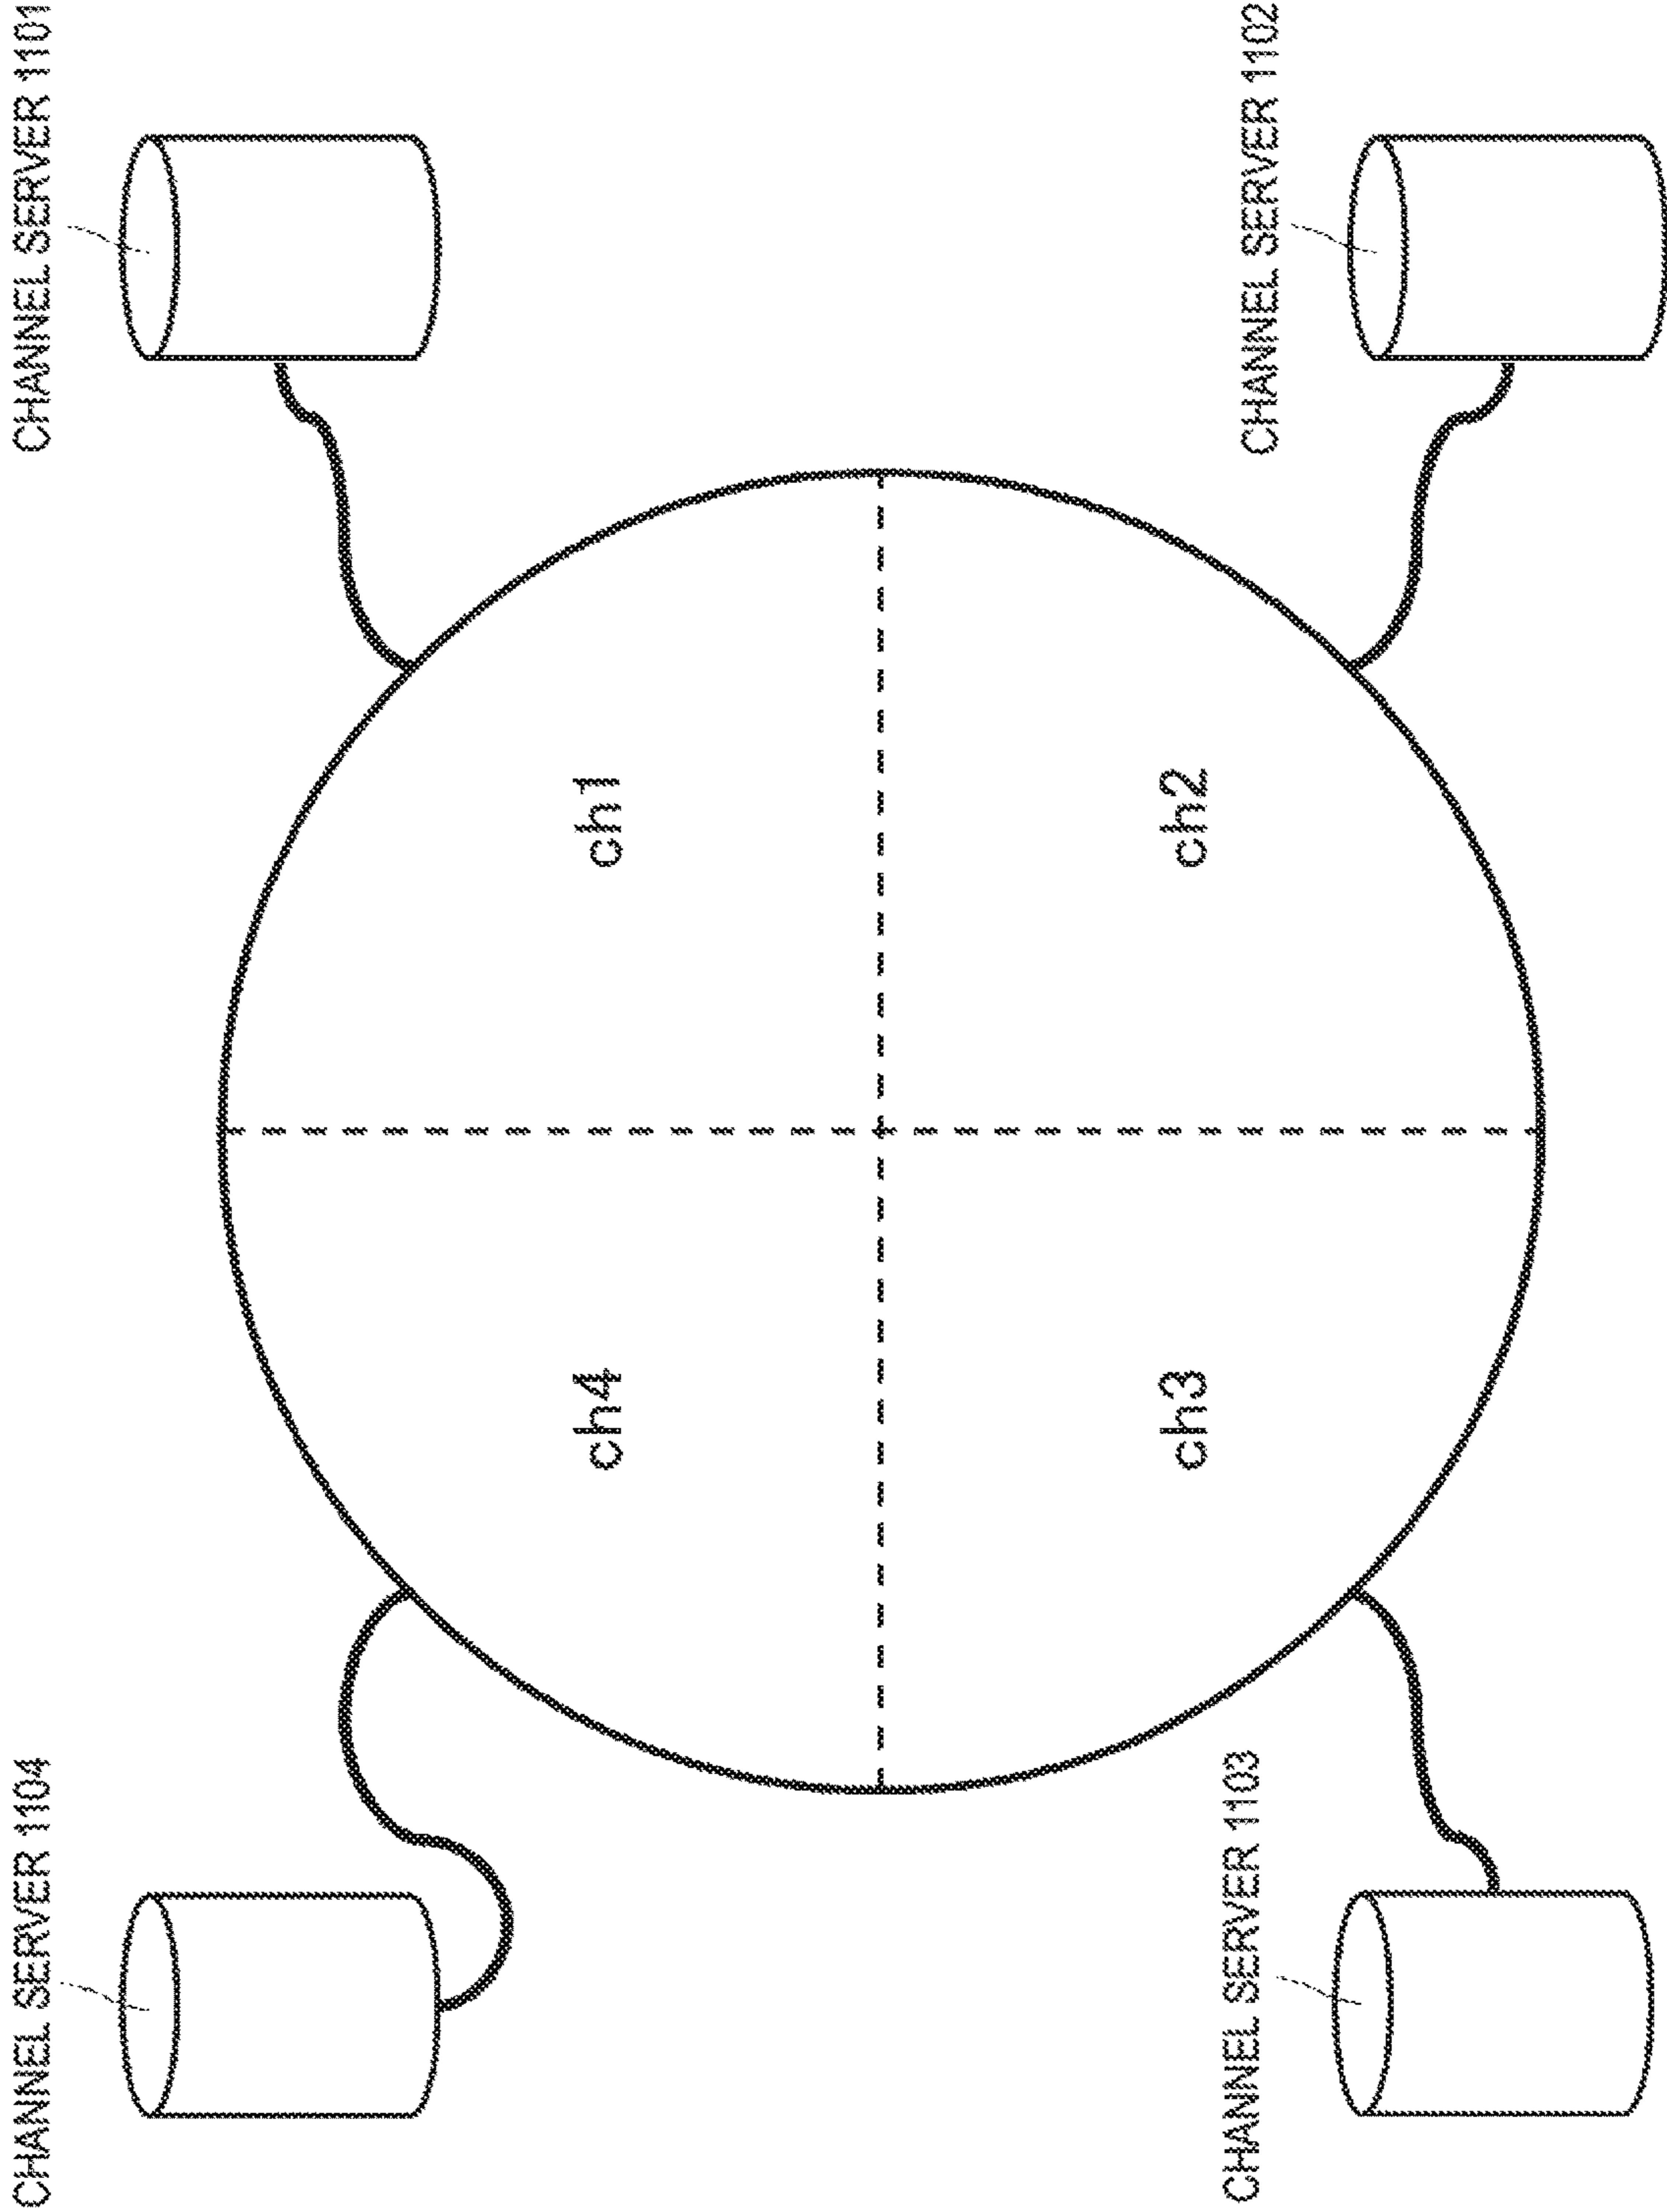 CHANNEL SERVER 1104
CHANNEL SERVER 1101
ch4
ch1
ch3
ch2
CHANNEL SERVER 1103
CHANNEL SERVER 1102